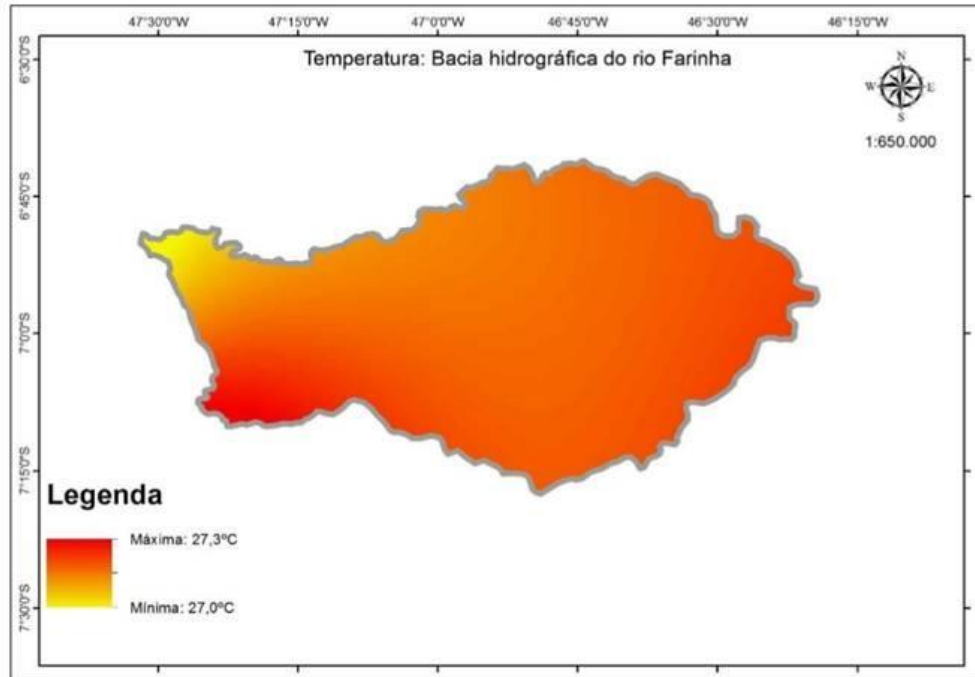 47°30'0"W 47°15'0"W 47°0'0"W 46°45'0"W 46°30'0"W 46°15'0"W
Temperatura: Bacia hidrográfica do rio Farinha
N
W E
S
1:650.000
6°30'0"S
6°45'0"S
7°0'0"S
7°15'0"S
7°30'0"S
Legenda
Máxima: 27,3ºC
Mínima: 27,0ºC